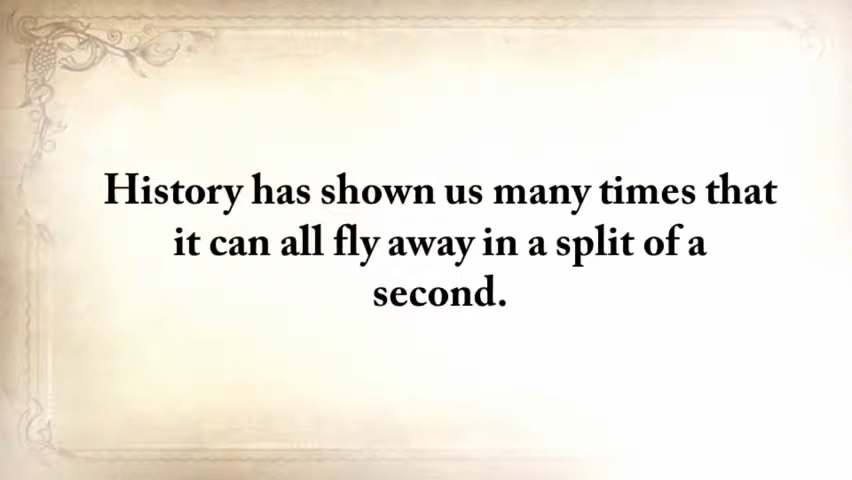 History has shown us many times that
it can all fly away in a split of a
second.